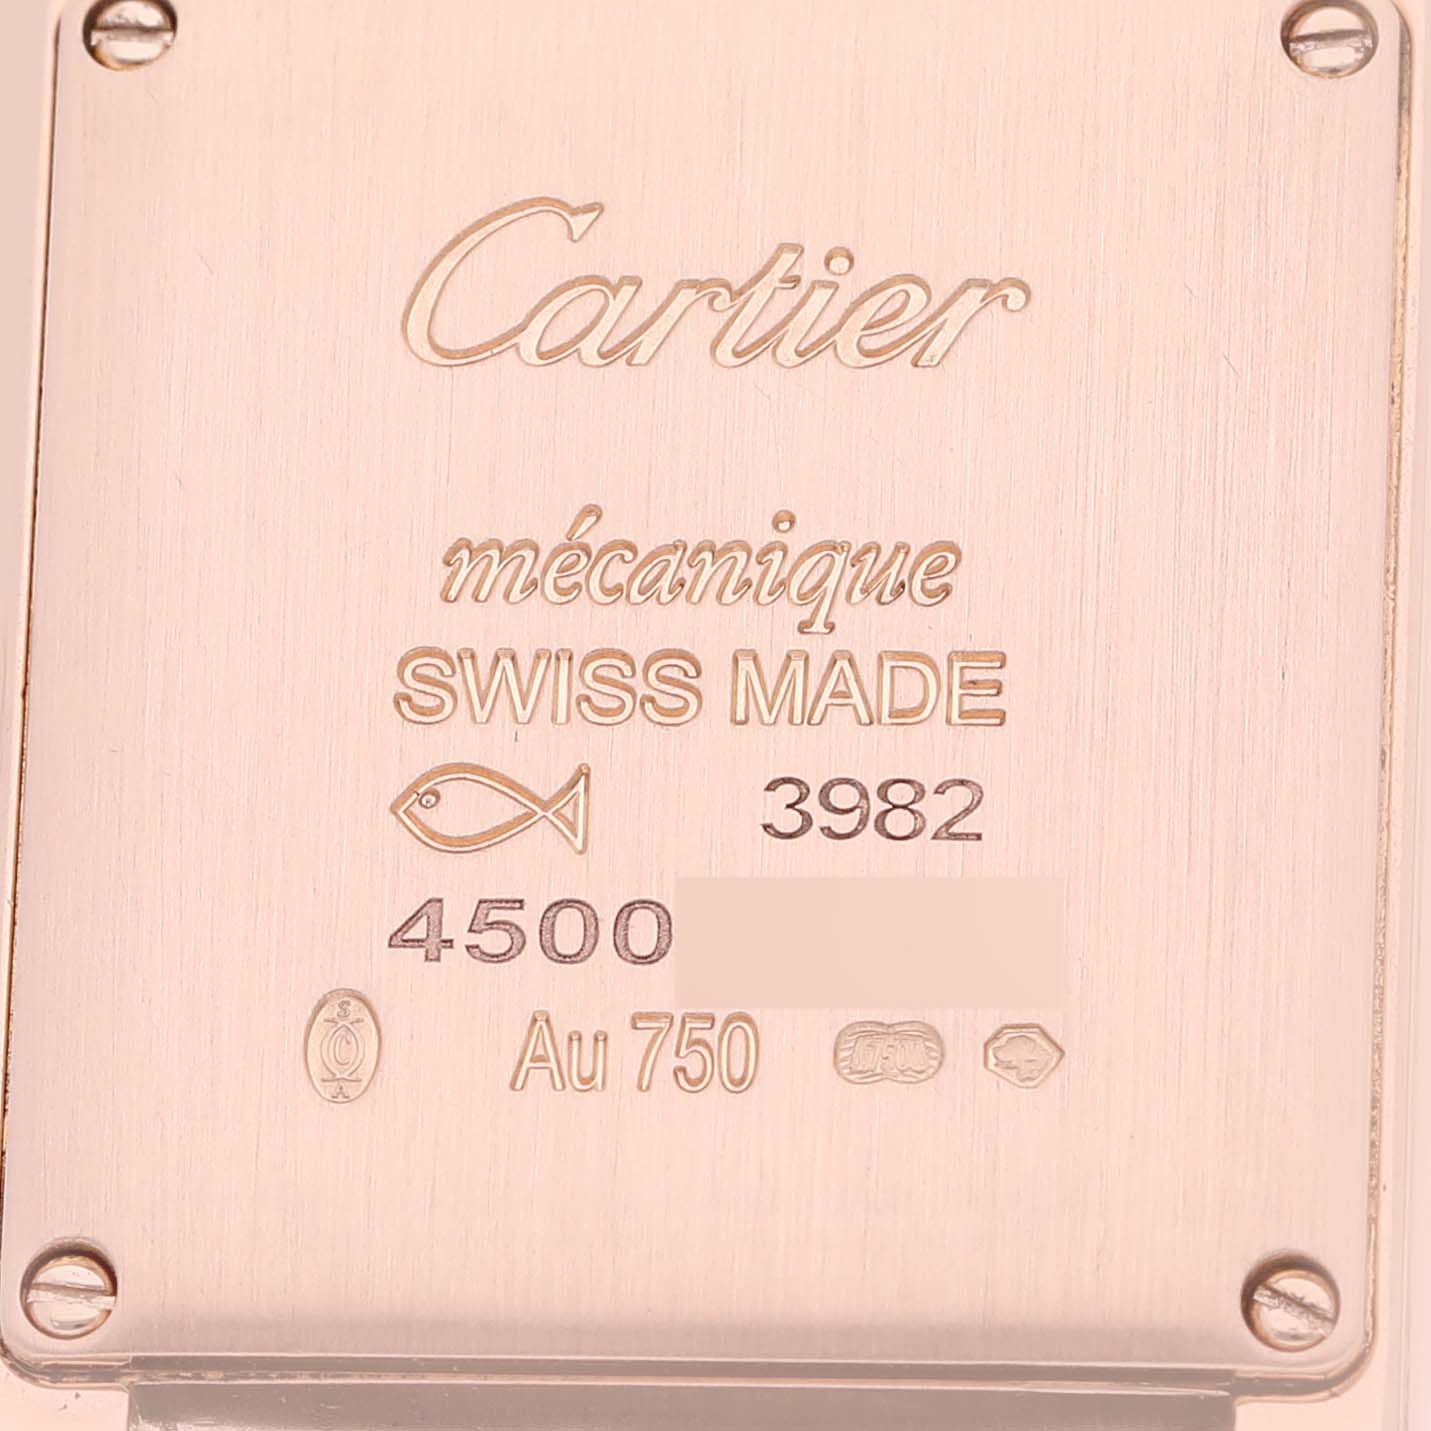 Cartier
mécanique
SWISS MADE
3982
4500
S
C
A
Au 750